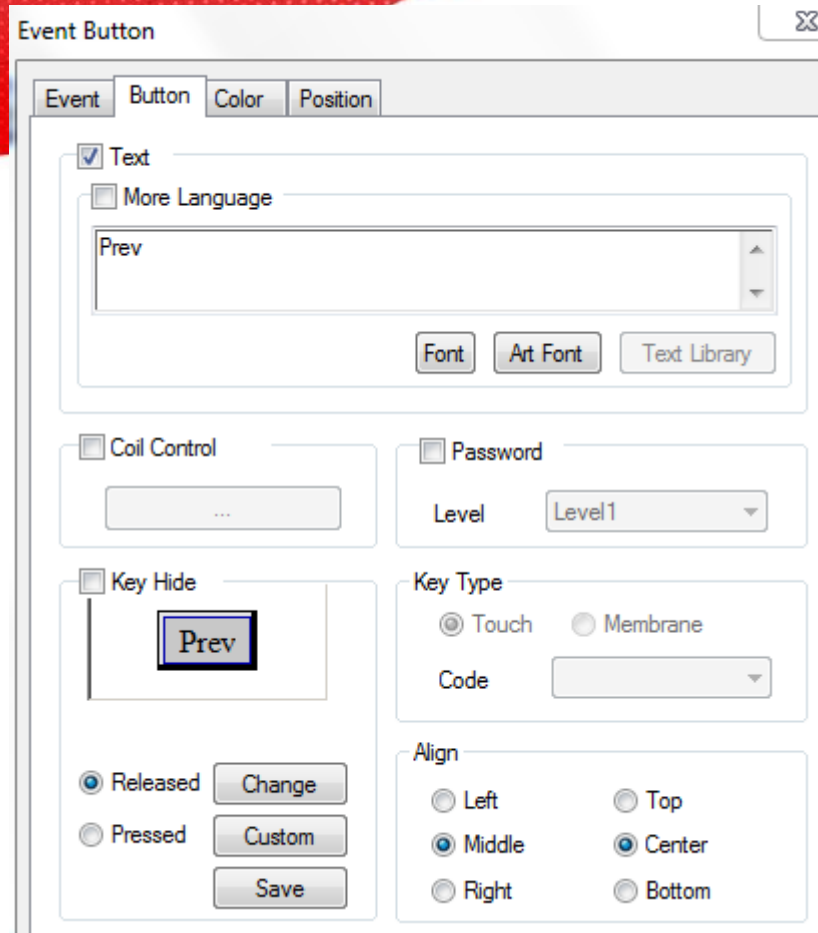 Event Button
Event Button Color Position
Text
More Language
Prev
Font Art Font Text Library
Coil Control
...
Password
Level Level1
Key Hide
Prev
Released Change
Pressed Custom
Save
Key Type
Touch Membrane
Code
Align
Left Top
Middle Center
Right Bottom